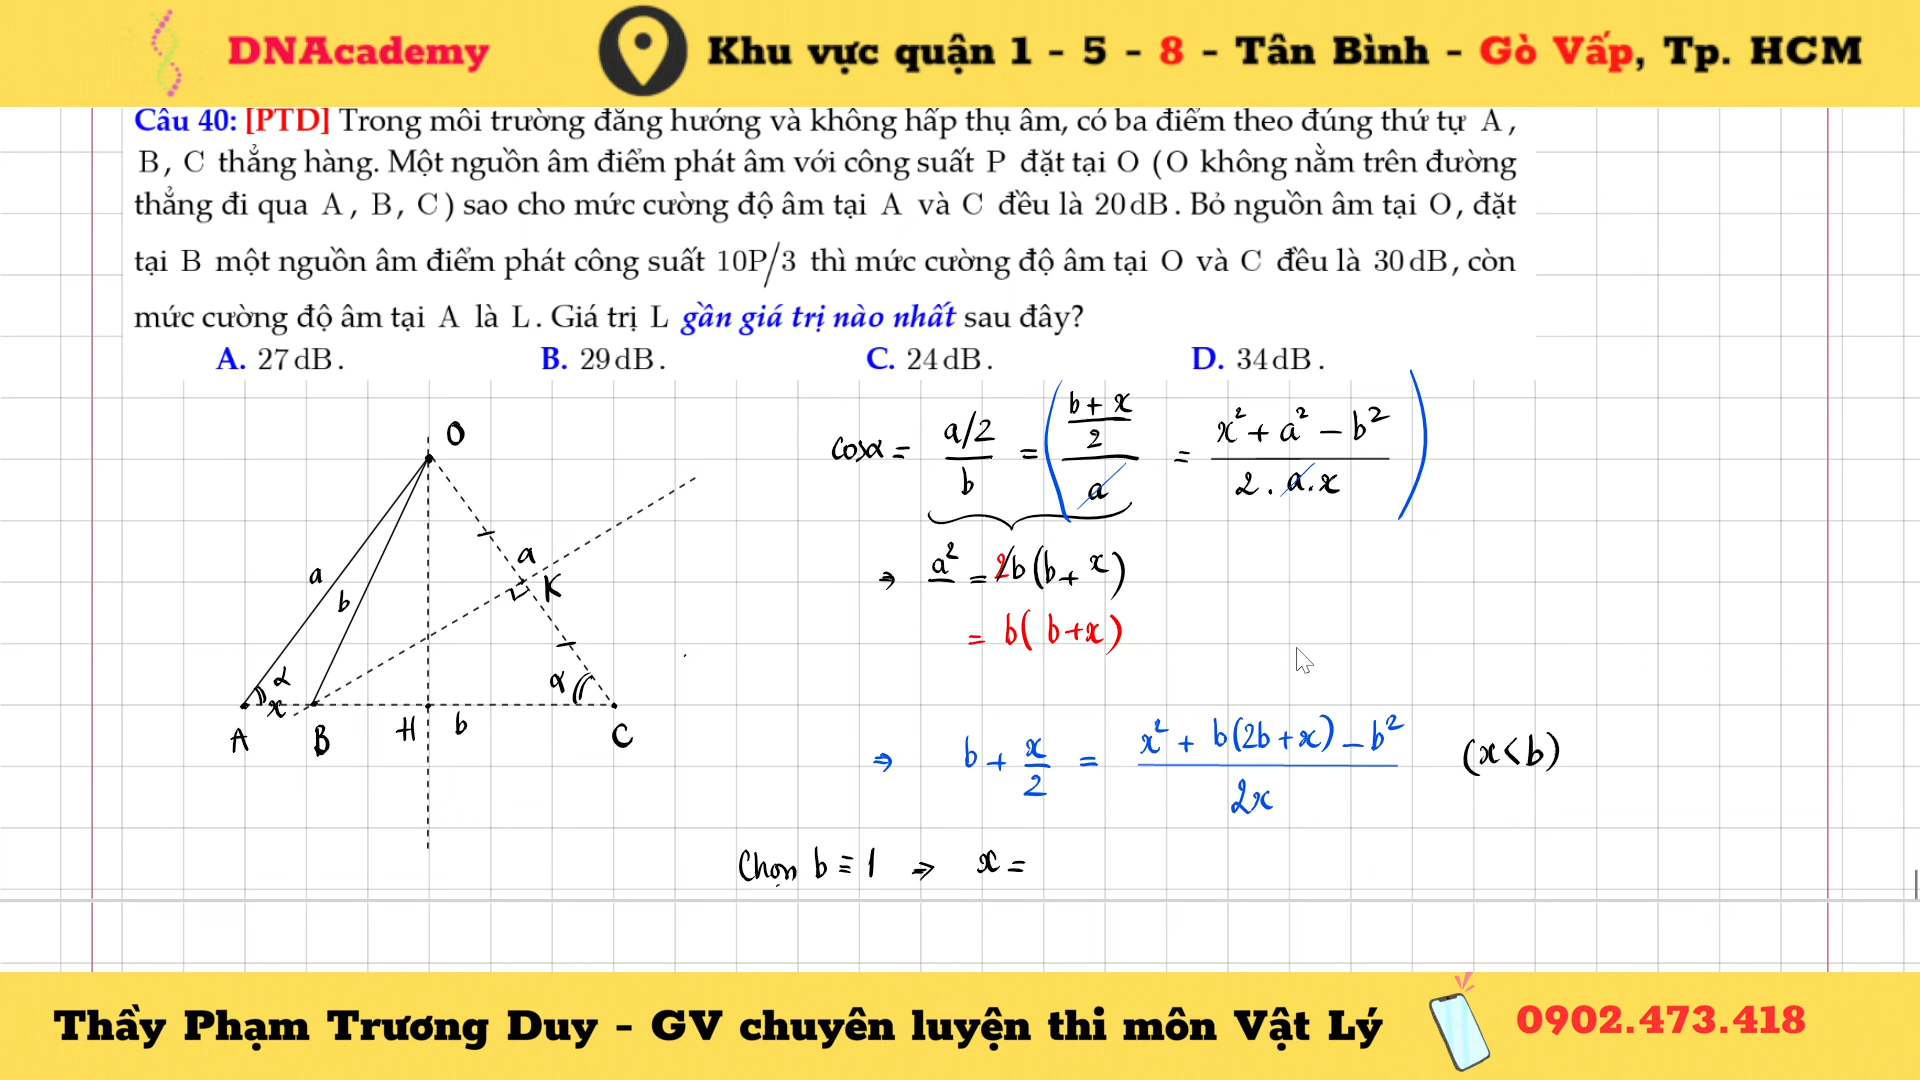 DNAcademy
Khu vực quận 1 - 5 - 8 - Tân Bình - Gò Vấp, Tp. HCM
Câu 40: [PTD] Trong môi trường đẳng hướng và không hấp thụ âm, có ba điểm theo đúng thứ tự A,
B, C thẳng hàng. Một nguồn âm điểm phát âm với công suất P đặt tại O (O không nằm trên đường
thẳng đi qua A, B, C) sao cho mức cường độ âm tại A và C đều là 20dB. Bỏ nguồn âm tại O, đặt
tại B một nguồn âm điểm phát công suất 10P/3 thì mức cường độ âm tại O và C đều là 30dB, còn
mức cường độ âm tại A là L. Giá trị L gần giá trị nào nhất sau đây?
A. 27dB. B. 29dB. C. 24dB. D. 34dB.
O
a
b
a
K
α
x
α
A B H b C
cosα = (a/2)/b = ( ((b+x)/2)/a = (x² + a² - b²)/(2.a.x) )
⇒ a² = 2b(b+x)
= b(b+x)
⇒ b + x/2 = (x² + b(2b+x) - b²)/(2x) (x<b)
Chọn b ≡ 1 ⇒ x =
Thầy Phạm Trương Duy - GV chuyên luyện thi môn Vật Lý
0902.473.418